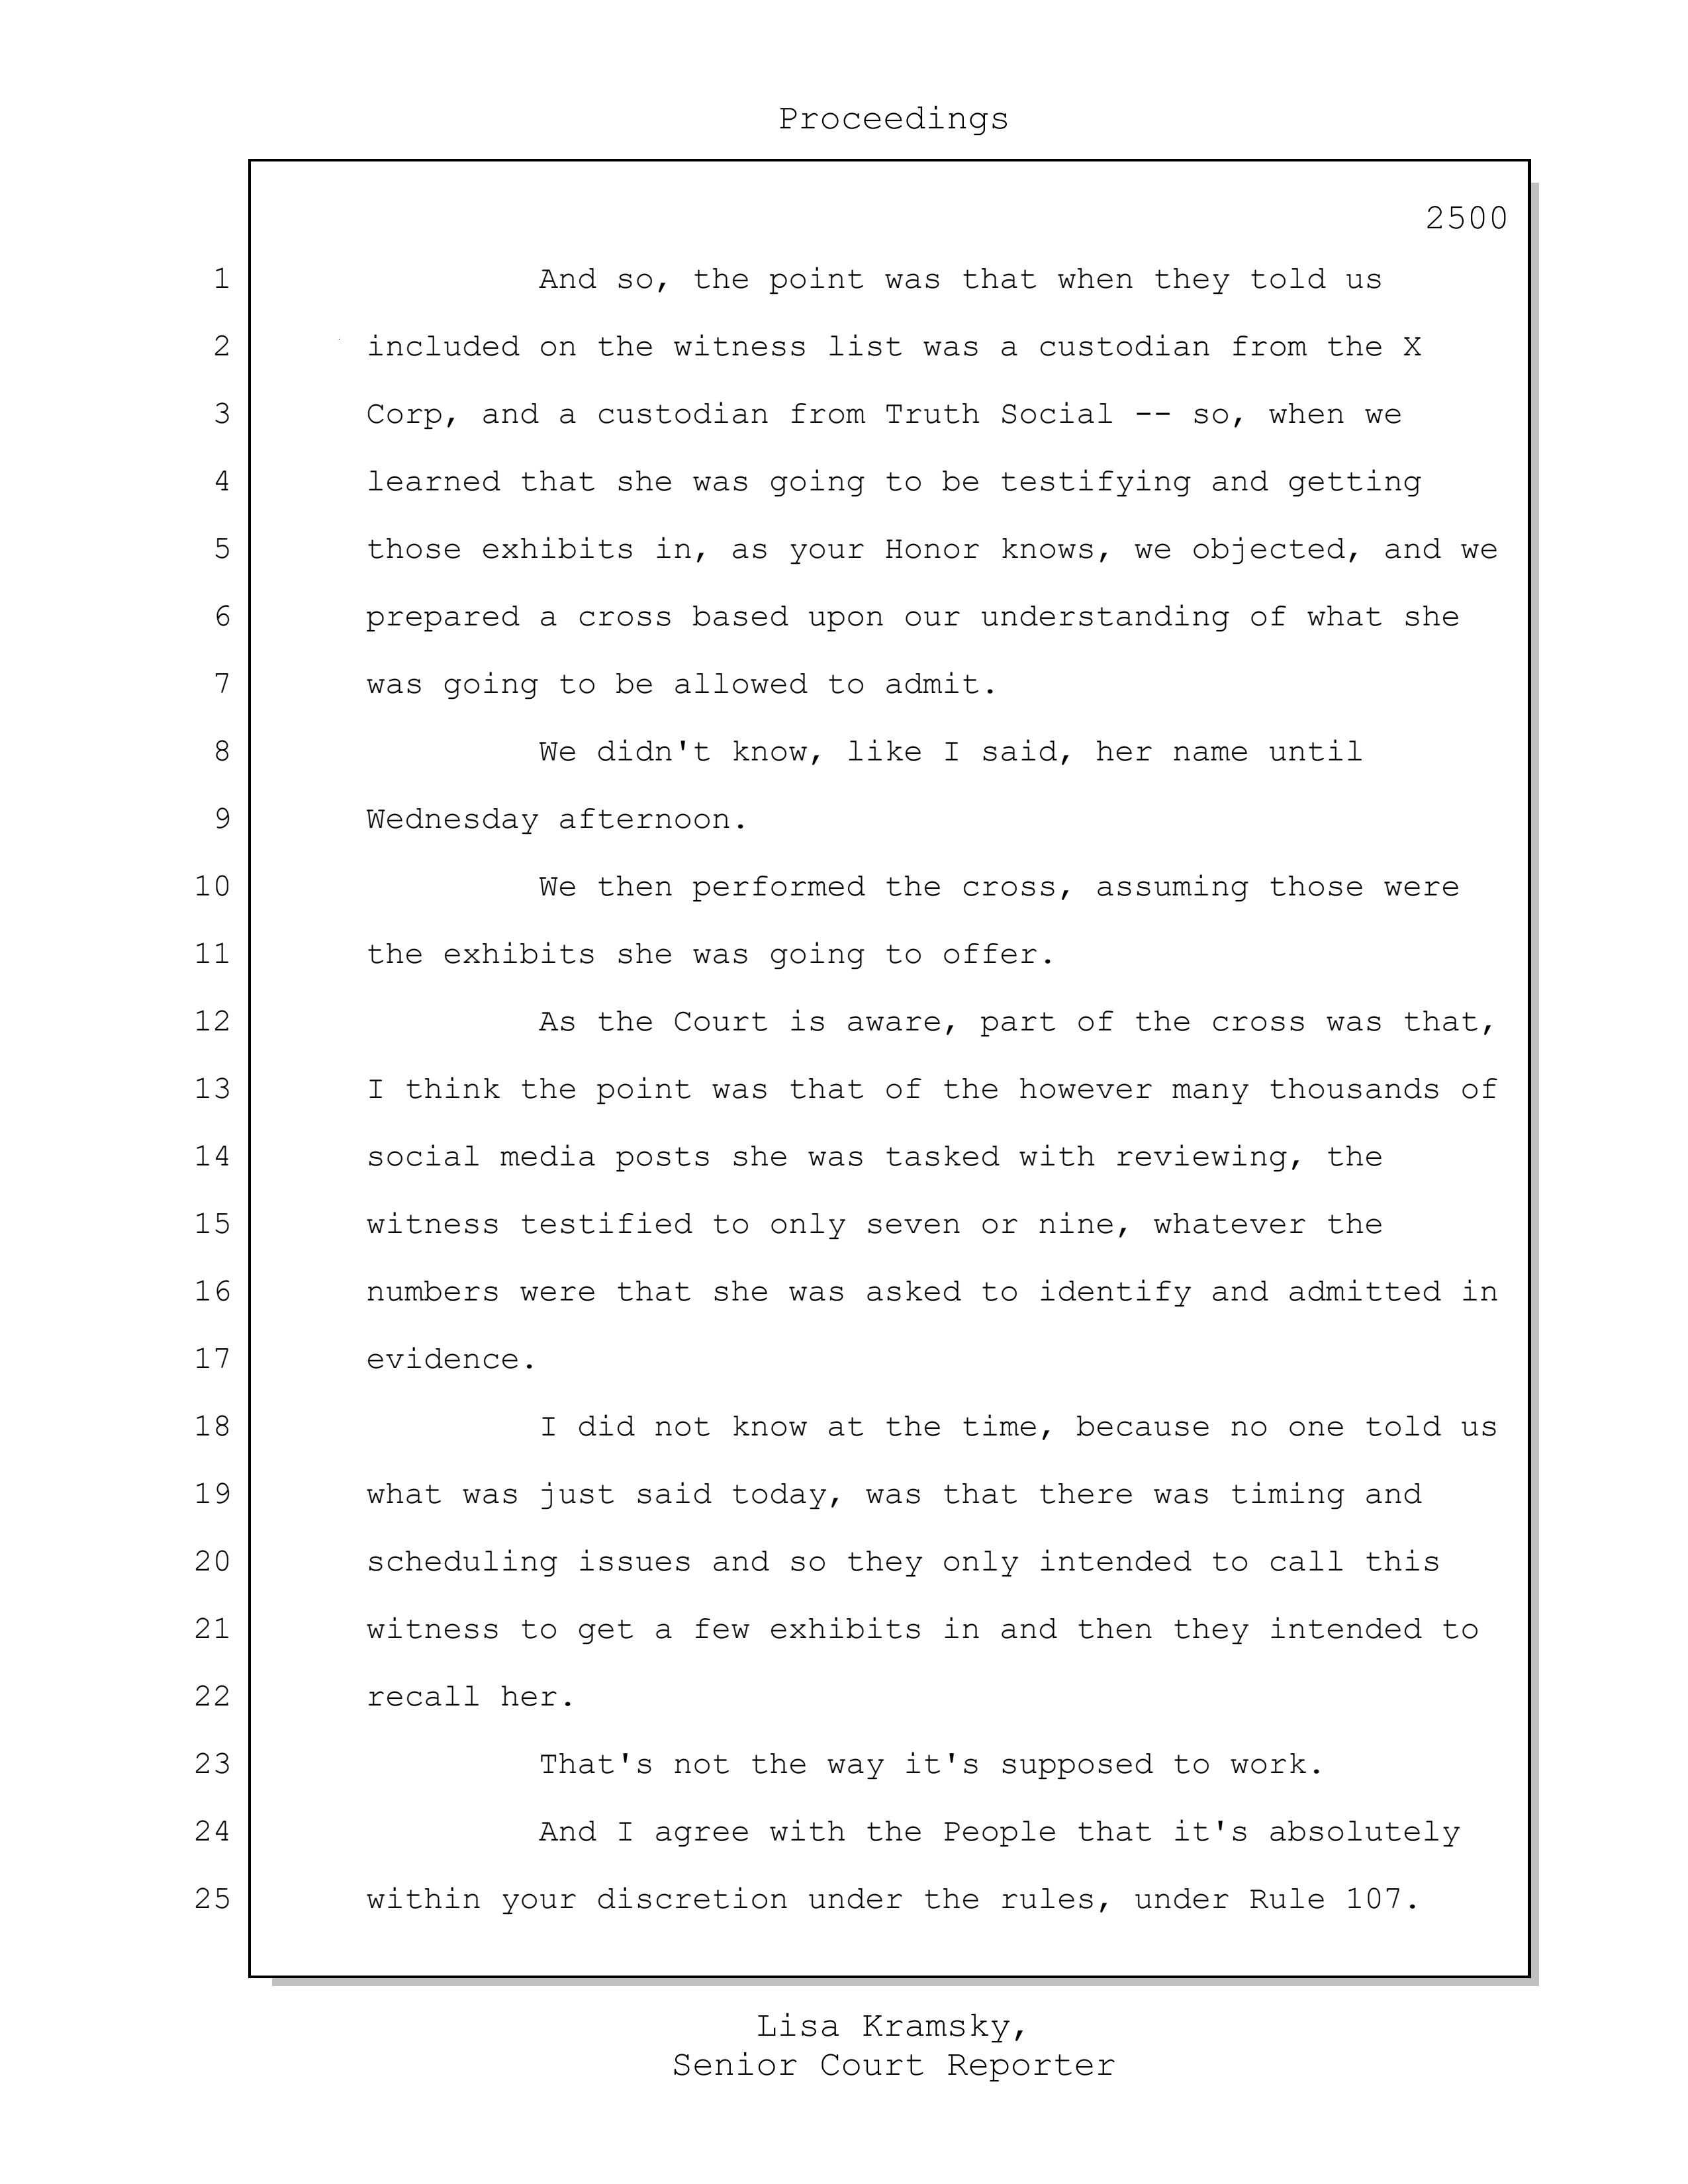 Proceedings
2500
1 And so, the point was that when they told us
2 included on the witness list was a custodian from the X
3 Corp, and a custodian from Truth Social -- so, when we
4 learned that she was going to be testifying and getting
5 those exhibits in, as your Honor knows, we objected, and we
6 prepared a cross based upon our understanding of what she
7 was going to be allowed to admit.
8 We didn't know, like I said, her name until
9 Wednesday afternoon.
10 We then performed the cross, assuming those were
11 the exhibits she was going to offer.
12 As the Court is aware, part of the cross was that,
13 I think the point was that of the however many thousands of
14 social media posts she was tasked with reviewing, the
15 witness testified to only seven or nine, whatever the
16 numbers were that she was asked to identify and admitted in
17 evidence.
18 I did not know at the time, because no one told us
19 what was just said today, was that there was timing and
20 scheduling issues and so they only intended to call this
21 witness to get a few exhibits in and then they intended to
22 recall her.
23 That's not the way it's supposed to work.
24 And I agree with the People that it's absolutely
25 within your discretion under the rules, under Rule 107.
Lisa Kramsky,
Senior Court Reporter